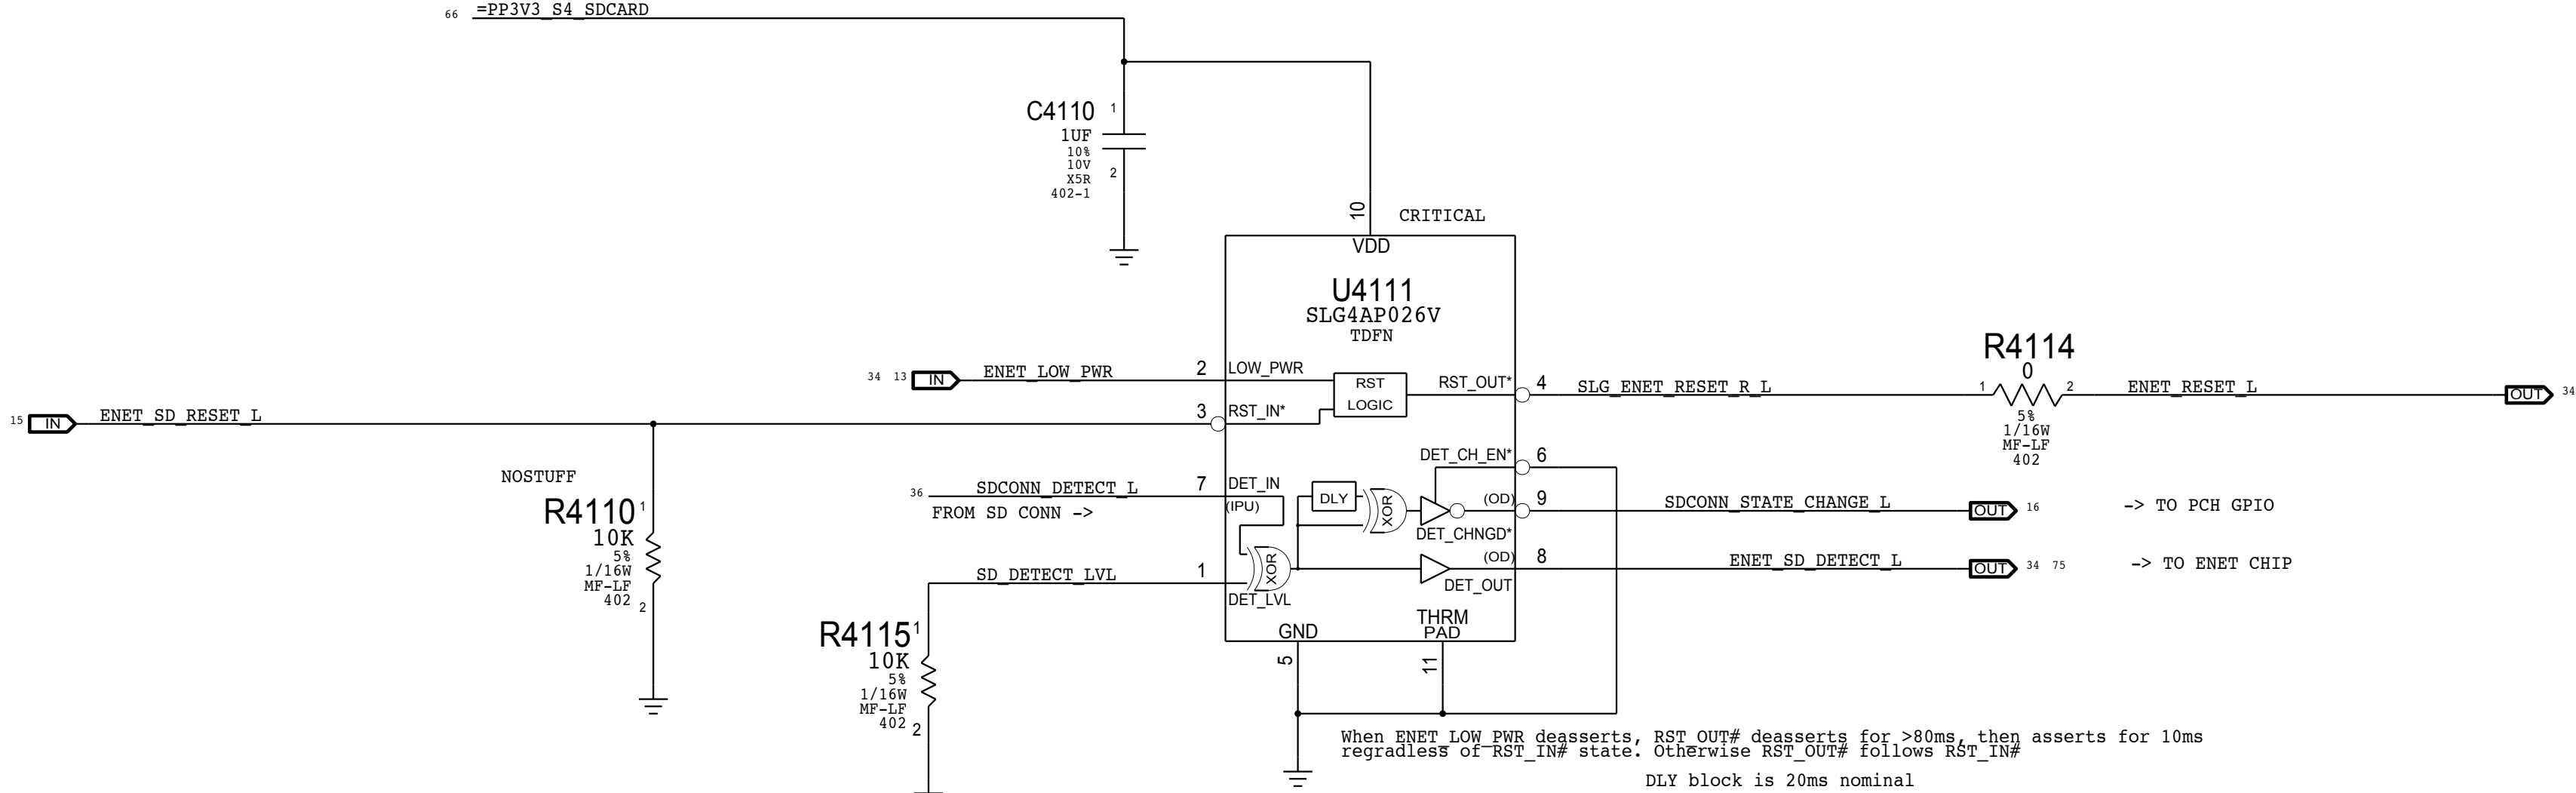 66 =PP3V3_S4_SDCARD
C4110 1
1UF
10%
10V
X5R 2
402-1
10 CRITICAL
VDD
U4111
SLG4AP026V
TDFN
34 13 IN ENET_LOW_PWR 2 LOW_PWR
RST LOGIC
RST_OUT* 4 SLG_ENET_RESET_R_L
R4114
0
1 2 ENET_RESET_L OUT 34
5%
1/16W
MF-LF
402
15 IN ENET_SD_RESET_L 3 RST_IN*
NOSTUFF
R4110 1
10K
5%
1/16W
MF-LF
402 2
DET_CH_EN* 6
36 SDCONN_DETECT_L 7 DET_IN
(IPU)
FROM SD CONN ->
DLY XOR (OD) 9 SDCONN_STATE_CHANGE_L OUT 16 -> TO PCH GPIO
DET_CHNGD*
XOR (OD) 8 ENET_SD_DETECT_L OUT 34 75 -> TO ENET CHIP
DET_OUT
SD_DETECT_LVL 1
DET_LVL
R4115 1
10K
5%
1/16W
MF-LF
402 2
GND THRM PAD
5 11
When ENET_LOW_PWR deasserts, RST_OUT# deasserts for >80ms, then asserts for 10ms
regradless of RST_IN# state. Otherwise RST_OUT# follows RST_IN#
DLY block is 20ms nominal